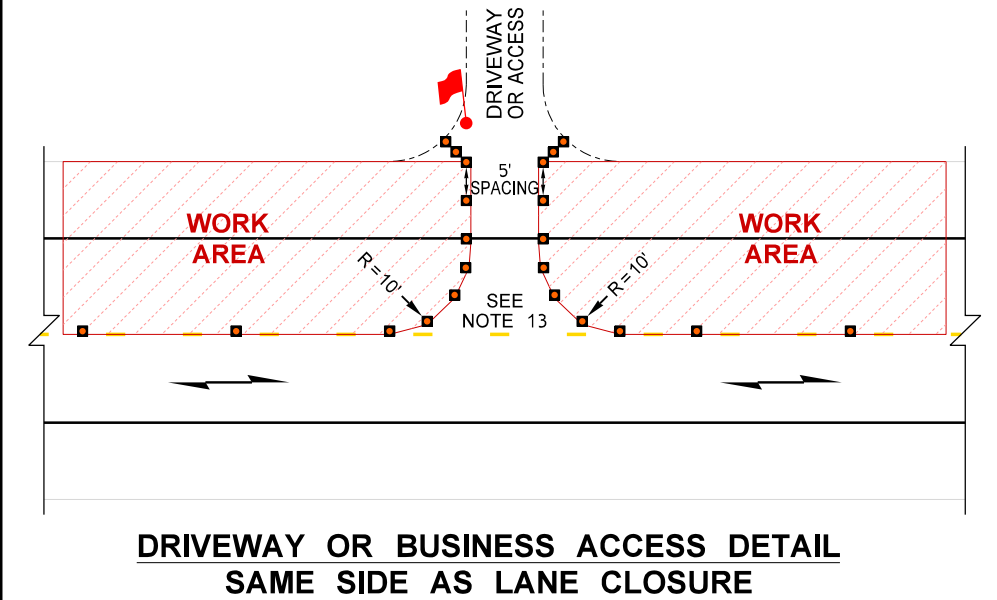 DRIVEWAY
OR ACCESS
5'
SPACING
WORK
AREA
WORK
AREA
R = 10'
R = 10'
SEE
NOTE 13
DRIVEWAY OR BUSINESS ACCESS DETAIL
SAME SIDE AS LANE CLOSURE